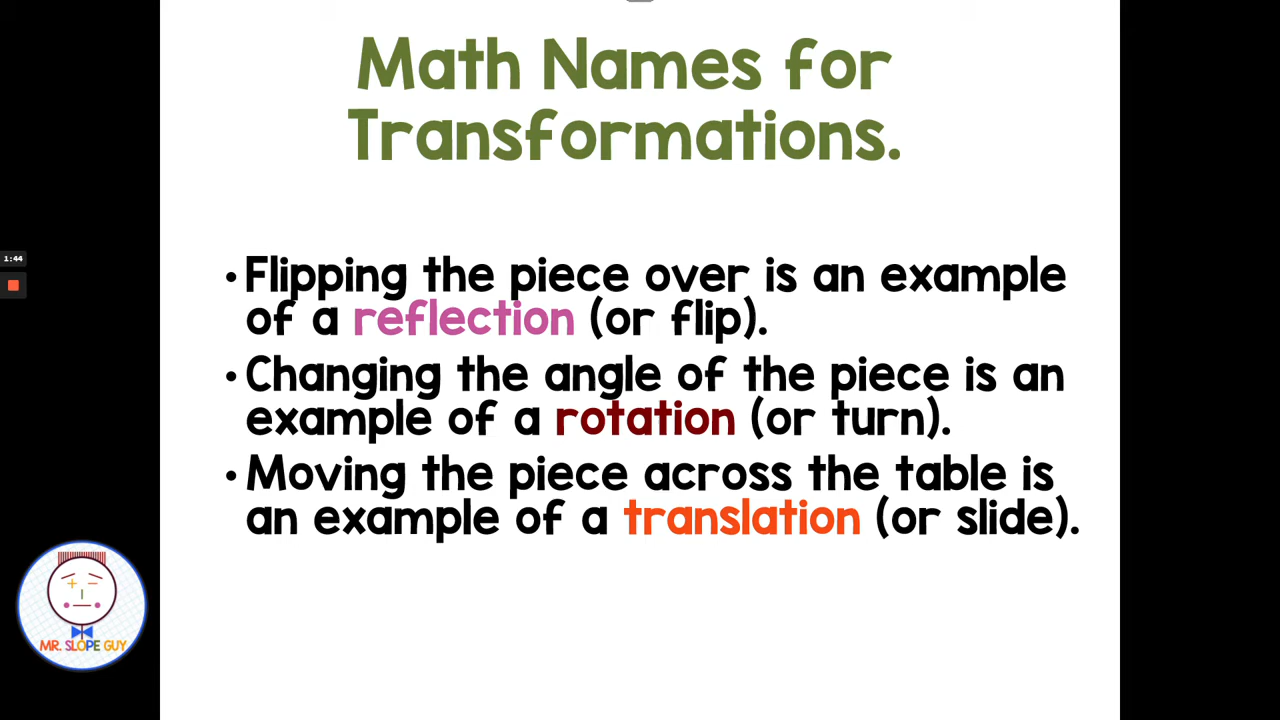 Math Names for
Transformations.
• Flipping the piece over is an example
of a reflection (or flip).
• Changing the angle of the piece is an
example of a rotation (or turn).
• Moving the piece across the table is
an example of a translation (or slide).
1:44
MR. SLOPE GUY